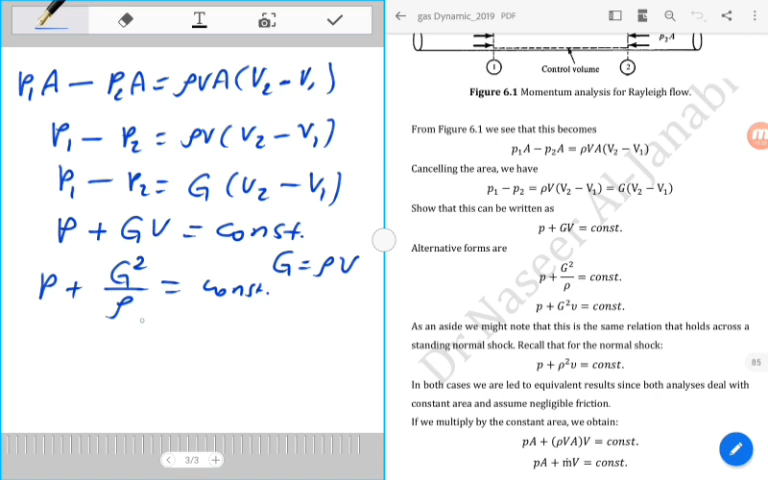 P₁A – P₂A = ρVA(V₂ – V₁)
P₁ – P₂ = ρV(V₂ – V₁)
P₁ – P₂ = G(V₂ – V₁)
P + GV = const.
G = ρV
P + G²/ρ = const.
3/3
gas Dynamic_2019 PDF
P₂A
1 Control volume 2
Figure 6.1 Momentum analysis for Rayleigh flow.
From Figure 6.1 we see that this becomes
p₁A − p₂A = ρVA(V₂ − V₁)
Cancelling the area, we have
p₁ − p₂ = ρV(V₂ − V₁) = G(V₂ − V₁)
Show that this can be written as
p + GV = const.
Alternative forms are
p + G²/ρ = const.
p + G²υ = const.
As an aside we might note that this is the same relation that holds across a
standing normal shock. Recall that for the normal shock:
p + ρ²υ = const.
In both cases we are led to equivalent results since both analyses deal with
constant area and assume negligible friction.
If we multiply by the constant area, we obtain:
pA + (ρVA)V = const.
pA + ṁV = const.
85
Dr Naseer Al-Janabi